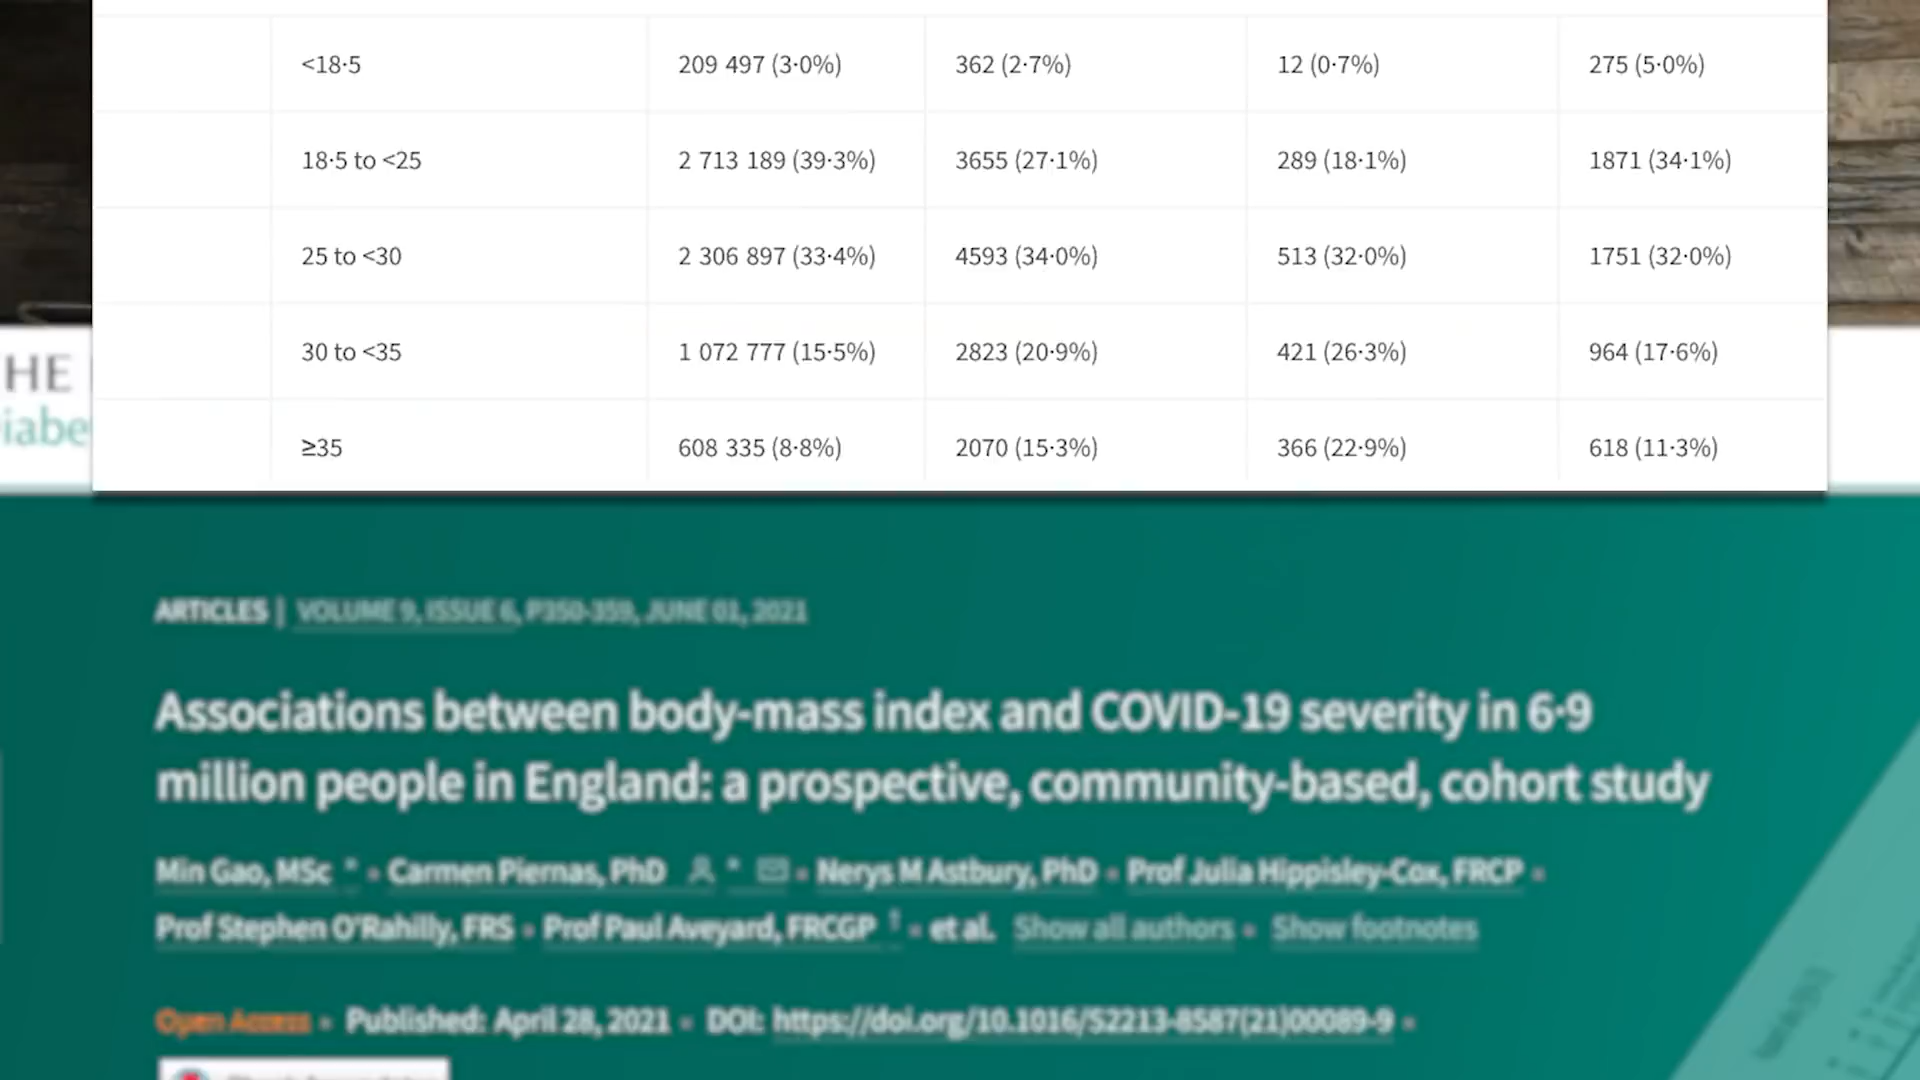 <18·5 209 497 (3·0%) 362 (2·7%) 12 (0·7%) 275 (5·0%)
18·5 to <25 2 713 189 (39·3%) 3655 (27·1%) 289 (18·1%) 1871 (34·1%)
25 to <30 2 306 897 (33·4%) 4593 (34·0%) 513 (32·0%) 1751 (32·0%)
30 to <35 1 072 777 (15·5%) 2823 (20·9%) 421 (26·3%) 964 (17·6%)
≥35 608 335 (8·8%) 2070 (15·3%) 366 (22·9%) 618 (11·3%)
HE
iabe
ARTICLES | VOLUME 9, ISSUE 6, P350-359, JUNE 01, 2021
Associations between body-mass index and COVID-19 severity in 6·9
million people in England: a prospective, community-based, cohort study
Min Gao, MSc * • Carmen Piernas, PhD * • Nerys M Astbury, PhD • Prof Julia Hippisley-Cox, FRCP •
Prof Stephen O'Rahilly, FRS • Prof Paul Aveyard, FRCGP † • et al. Show all authors • Show footnotes
Open Access • Published: April 28, 2021 • DOI: https://doi.org/10.1016/S2213-8587(21)00089-9 •